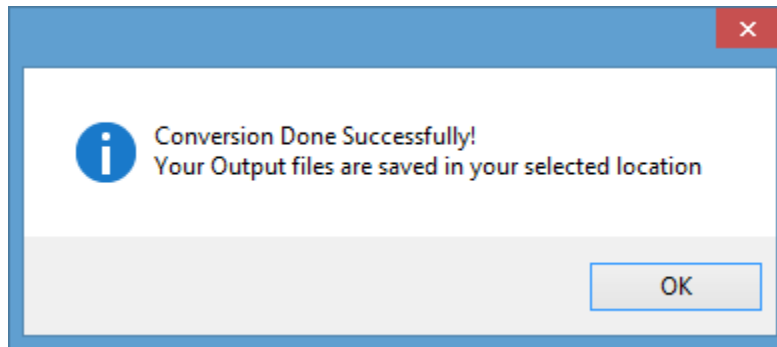 Conversion Done Successfully!
Your Output files are saved in your selected location
OK